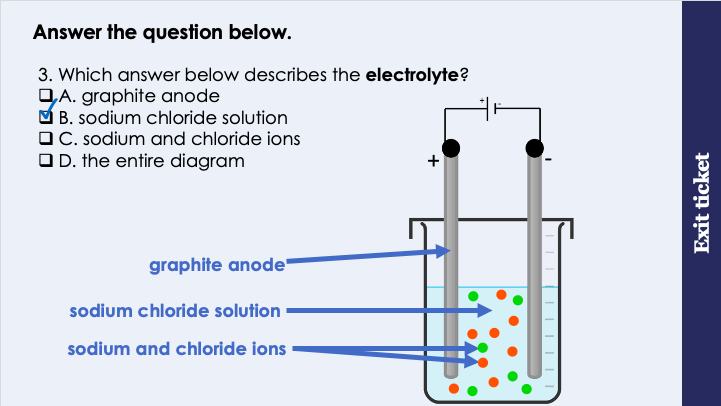 Answer the question below.
3. Which answer below describes the electrolyte?
A. graphite anode
B. sodium chloride solution
C. sodium and chloride ions
D. the entire diagram
+ -
+ -
graphite anode
sodium chloride solution
sodium and chloride ions
Exit ticket